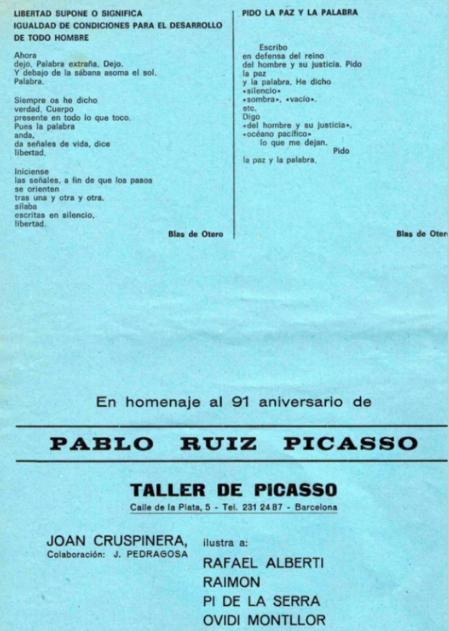 LIBERTAD SUPONE O SIGNIFICA
IGUALDAD DE CONDICIONES PARA EL DESARROLLO
DE TODO HOMBRE
Ahora
dejo, Palabra extraña, Dejo.
Y debajo de la sábana asoma el sol.
Palabra.
Siempre os he dicho
verdad, Cuerpo
presente en todo lo que toco.
Pues la palabra
anda,
da señales de vida, dice
libertad.
Iniciense
las señales, a fin de que los pasos
se orienten
tras una y otra y otra.
silaba
escritas en silencio,
libertad.
Blas de Otero
PIDO LA PAZ Y LA PALABRA
Escribo
en defensa del reino
del hombre y su justicia. Pido
la paz
y la palabra. He dicho
«silencio»
«sombra», «vacío».
etc.
Digo
«del hombre y su justicia»,
«océano pacífico»
lo que me dejan.
Pido
la paz y la palabra.
Blas de Oter
En homenaje al 91 aniversario de
PABLO RUIZ PICASSO
TALLER DE PICASSO
Calle de la Plata, 5 - Tel. 231 24 87 - Barcelona
JOAN CRUSPINERA, ilustra a:
Colaboración: J. PEDRAGOSA
RAFAEL ALBERTI
RAIMON
PI DE LA SERRA
OVIDI MONTLLOR